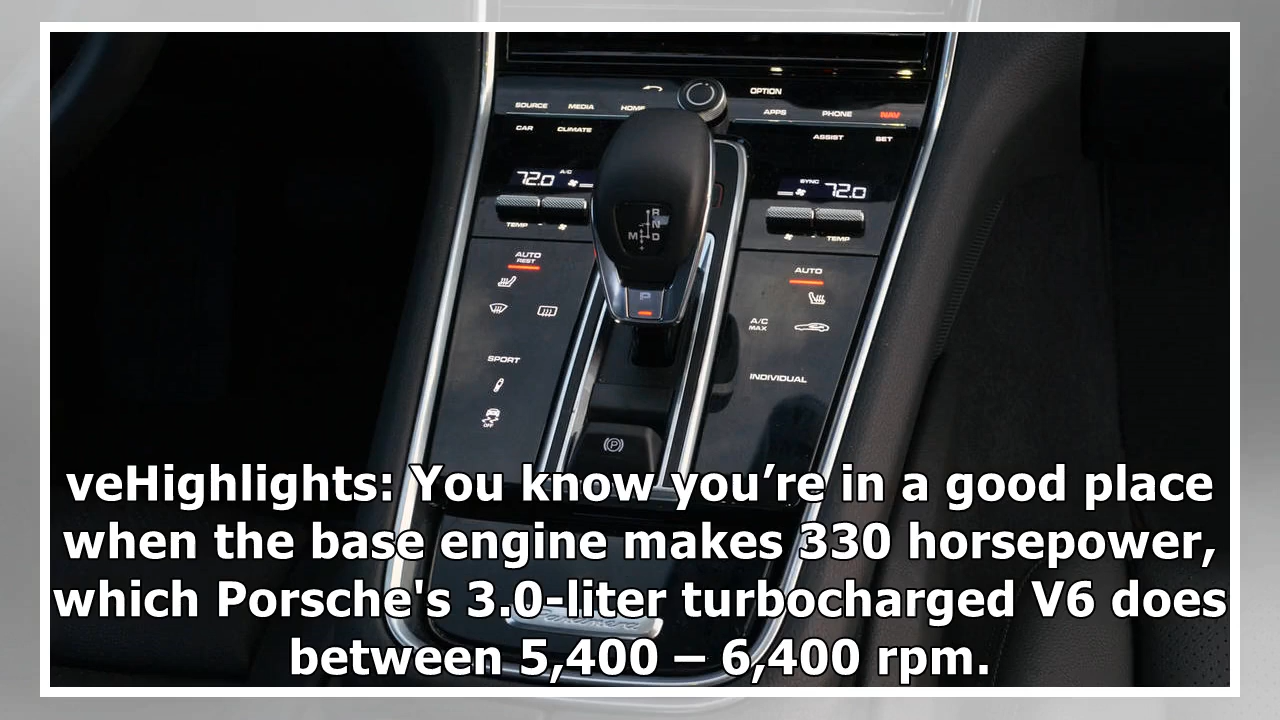 OPTION
SOURCE MEDIA HOME
APPS PHONE NAV
CAR CLIMATE
ASSIST SET
72.0 A/C
SYNC 72.0
R
N
M D
+
-
TEMP
TEMP
AUTO
REST
AUTO
P
A/C
MAX
SPORT
INDIVIDUAL
OFF
P
veHighlights: You know you’re in a good place
when the base engine makes 330 horsepower,
which Porsche's 3.0-liter turbocharged V6 does
between 5,400 – 6,400 rpm.
Panamera